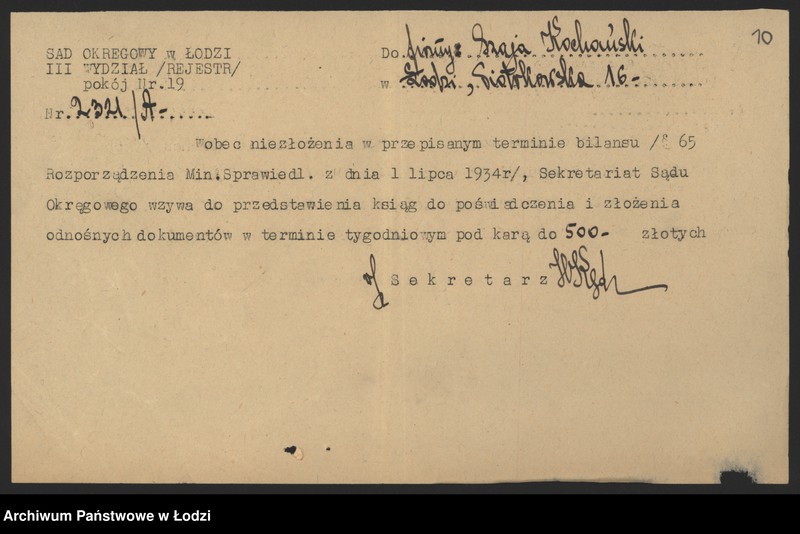 10
SAD OKREGOWY w ŁODZI
III WYDZIAŁ /REJESTR/
pokój Nr.19
Nr. 2321/A-......
Do firmy: Szaja Kochański
w Łodzi, Piotrkowska 16-
Wobec niezłożenia w przepisanym terminie bilansu /§ 65
Rozporządzenia Min.Sprawiedl. z dnia 1 lipca 1934r/, Sekretariat Sądu
Okręgowego wzywa do przedstawienia ksiąg do poświadczenia i złożenia
odnośnych dokumentów w terminie tygodniowym pod karą do 500- złotych
Sekretarz
Archiwum Państwowe w Łodzi